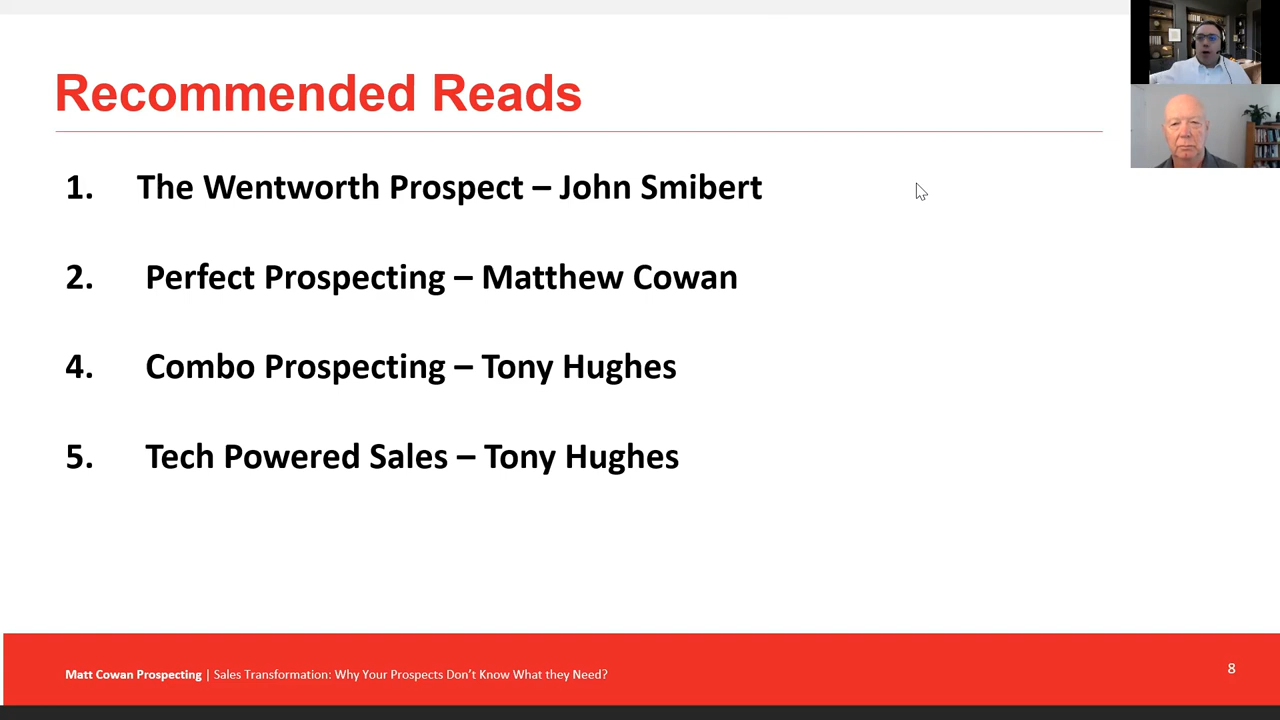 Recommended Reads
1. The Wentworth Prospect – John Smibert
2. Perfect Prospecting – Matthew Cowan
4. Combo Prospecting – Tony Hughes
5. Tech Powered Sales – Tony Hughes
Matt Cowan Prospecting | Sales Transformation: Why Your Prospects Don’t Know What they Need?
8